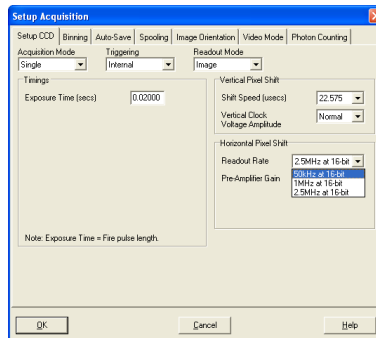 Setup Acquisition
Setup CCD Binning Auto-Save Spooling Image Orientation Video Mode Photon Counting
Acquisition Mode Triggering Readout Mode
Single Internal Image
Timings
Exposure Time (secs) 0.02000
Note: Exposure Time = Fire pulse length.
Vertical Pixel Shift
Shift Speed (usecs) 22.575
Vertical Clock
Voltage Amplitude Normal
Horizontal Pixel Shift
Readout Rate 2.5MHz at 16-bit
Pre-Amplifier Gain
50kHz at 16-bit
1MHz at 16-bit
2.5MHz at 16-bit
OK Cancel Help